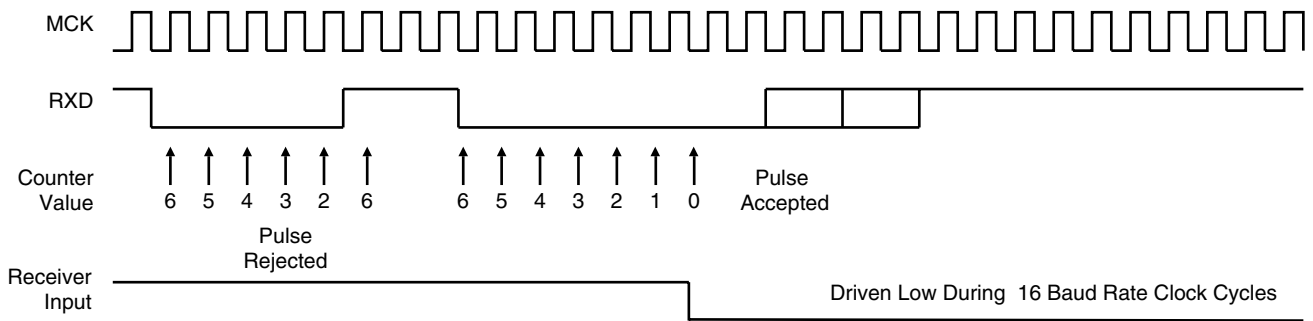 MCK
RXD
Counter
Value
6 5 4 3 2 6 6 5 4 3 2 1 0
Pulse
Accepted
Pulse
Rejected
Receiver
Input
Driven Low During 16 Baud Rate Clock Cycles